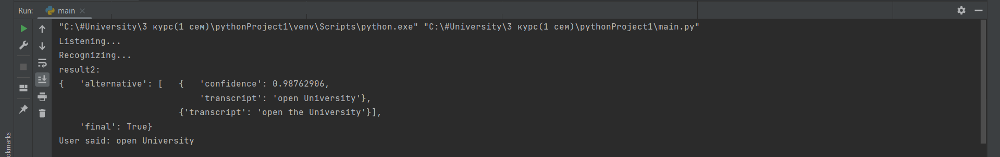 Run: main
"C:\#University\3 курс(1 сем)\pythonProject1\venv\Scripts\python.exe" "C:\#University\3 курс(1 сем)\pythonProject1\main.py"
Listening...
Recognizing...
result2:
{   'alternative': [   {   'confidence': 0.98762906,
                           'transcript': 'open University'},
                       {'transcript': 'open the University'}],
    'final': True}
User said: open University
okmarks